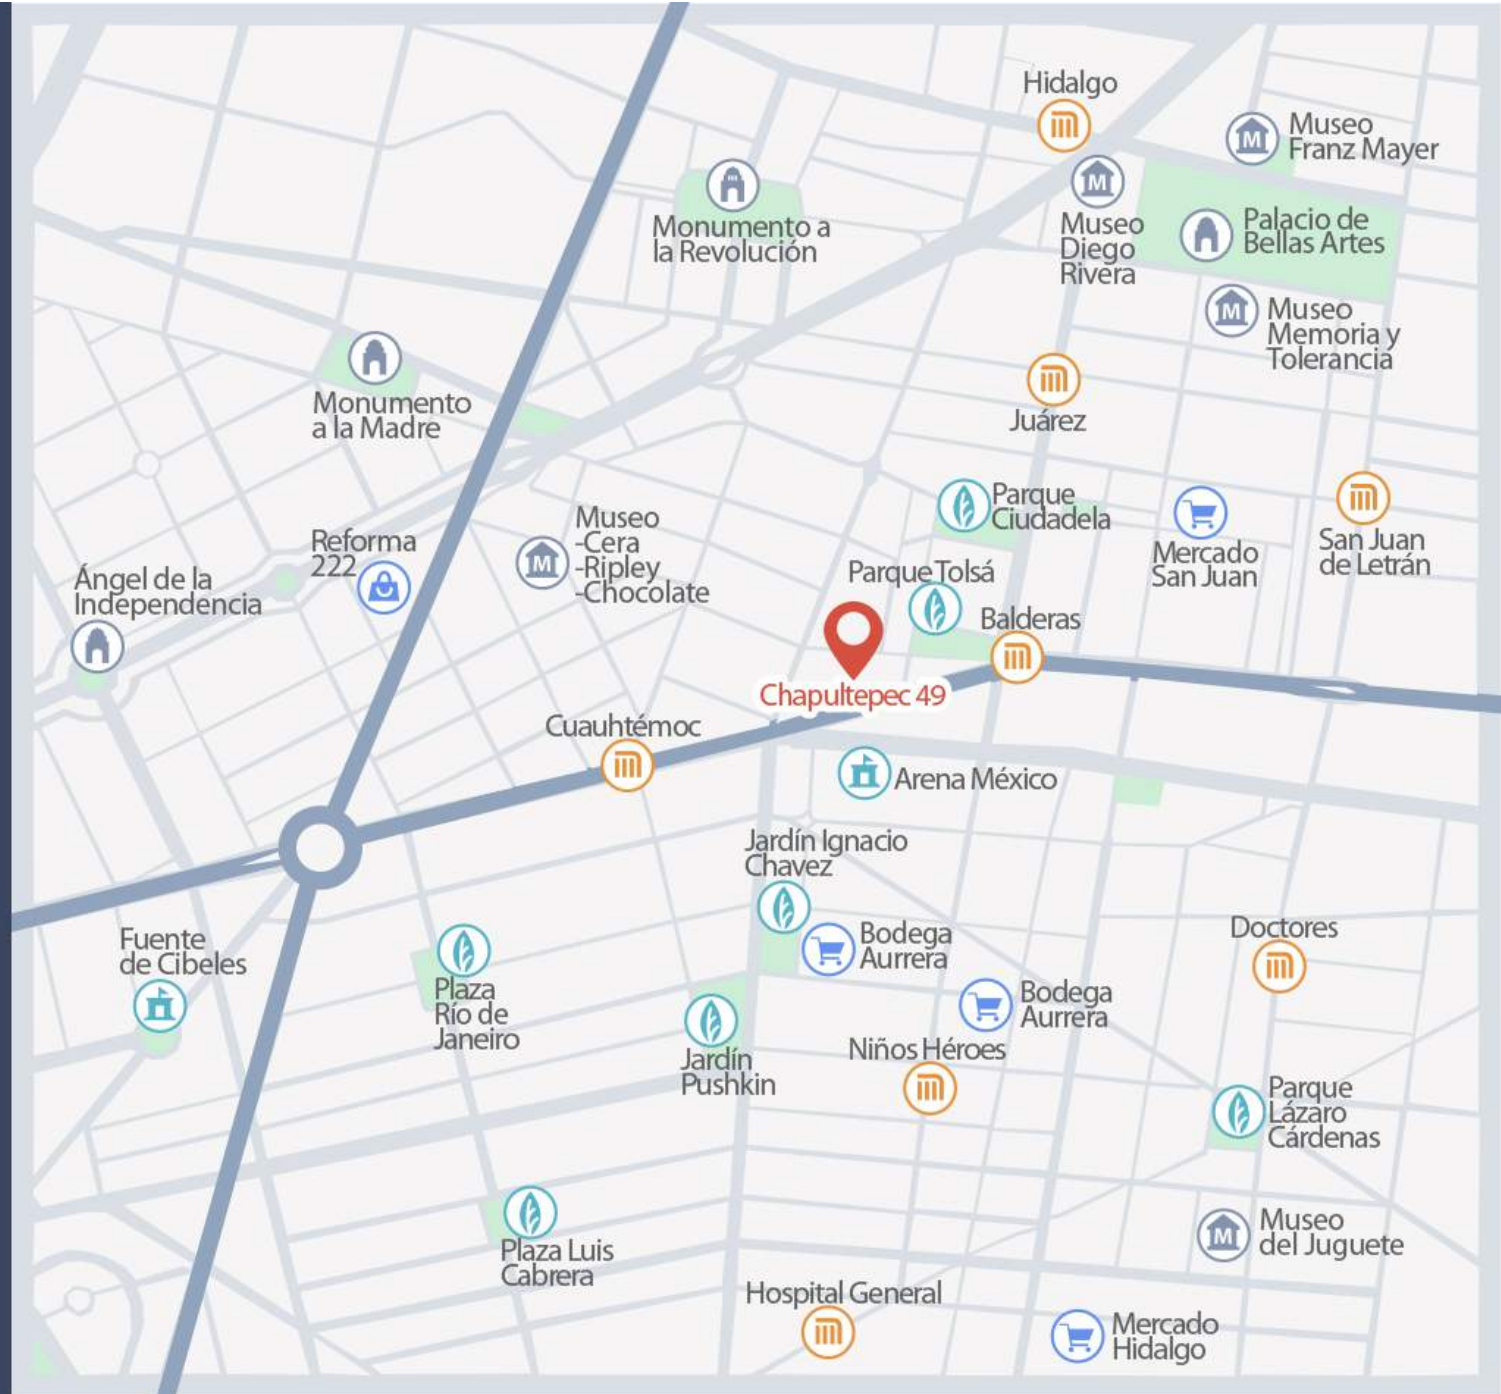 Hidalgo
Museo
Franz Mayer
Monumento a
la Revolución
Museo
Diego
Rivera
Palacio de
Bellas Artes
Museo
Memoria y
Tolerancia
Monumento
a la Madre
Juárez
Parque
Ciudadela
Mercado
San Juan
San Juan
de Letrán
Reforma
222
Museo
-Cera
-Ripley
-Chocolate
Ángel de la
Independencia
Parque Tolsá
Balderas
Chapultepec 49
Cuauhtémoc
Arena México
Jardín Ignacio
Chavez
Bodega
Aurrera
Doctores
Fuente
de Cibeles
Plaza
Río de
Janeiro
Bodega
Aurrera
Jardín
Pushkin
Niños Héroes
Parque
Lázaro
Cárdenas
Plaza Luis
Cabrera
Museo
del Juguete
Hospital General
Mercado
Hidalgo